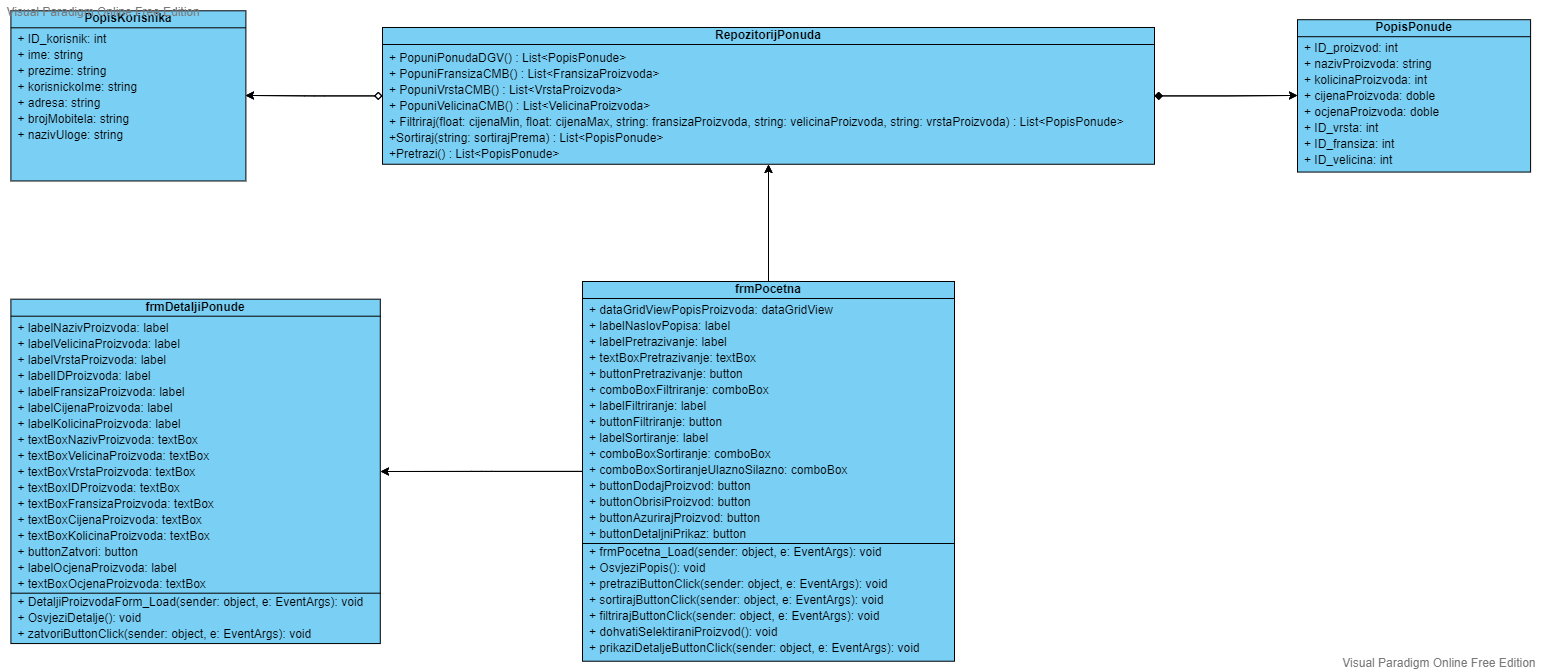 Visual Paradigm Online Free Edition
PopisKorisnika
+ ID_korisnik: int
+ ime: string
+ prezime: string
+ korisnickoIme: string
+ adresa: string
+ brojMobitela: string
+ nazivUloge: string
RepozitorijPonuda
+ PopuniPonudaDGV() : List<PopisPonude>
+ PopuniFransizaCMB() : List<FransizaProizvoda>
+ PopuniVrstaCMB() : List<VrstaProizvoda>
+ PopuniVelicinaCMB() : List<VelicinaProizvoda>
+ Filtriraj(float: cijenaMin, float: cijenaMax, string: fransizaProizvoda, string: velicinaProizvoda, string: vrstaProizvoda) : List<PopisPonude>
+Sortiraj(string: sortirajPrema) : List<PopisPonude>
+Pretrazi() : List<PopisPonude>
PopisPonude
+ ID_proizvod: int
+ nazivProizvoda: string
+ kolicinaProizvoda: int
+ cijenaProizvoda: doble
+ ocjenaProizvoda: doble
+ ID_vrsta: int
+ ID_fransiza: int
+ ID_velicina: int
frmDetaljiPonude
+ labelNazivProizvoda: label
+ labelVelicinaProizvoda: label
+ labelVrstaProizvoda: label
+ labelIDProizvoda: label
+ labelFransizaProizvoda: label
+ labelCijenaProizvoda: label
+ labelKolicinaProizvoda: label
+ textBoxNazivProizvoda: textBox
+ textBoxVelicinaProizvoda: textBox
+ textBoxVrstaProizvoda: textBox
+ textBoxIDProizvoda: textBox
+ textBoxFransizaProizvoda: textBox
+ textBoxCijenaProizvoda: textBox
+ textBoxKolicinaProizvoda: textBox
+ buttonZatvori: button
+ labelOcjenaProizvoda: label
+ textBoxOcjenaProizvoda: textBox
+ DetaljiProizvodaForm_Load(sender: object, e: EventArgs): void
+ OsvjeziDetalje(): void
+ zatvoriButtonClick(sender: object, e: EventArgs): void
frmPocetna
+ dataGridViewPopisProizvoda: dataGridView
+ labelNaslovPopisa: label
+ labelPretrazivanje: label
+ textBoxPretrazivanje: textBox
+ buttonPretrazivanje: button
+ comboBoxFiltriranje: comboBox
+ labelFiltriranje: label
+ buttonFiltriranje: button
+ labelSortiranje: label
+ comboBoxSortiranje: comboBox
+ comboBoxSortiranjeUlaznoSilazno: comboBox
+ buttonDodajProizvod: button
+ buttonObrisiProizvod: button
+ buttonAzurirajProizvod: button
+ buttonDetaljniPrikaz: button
+ frmPocetna_Load(sender: object, e: EventArgs): void
+ OsvjeziPopis(): void
+ pretraziButtonClick(sender: object, e: EventArgs): void
+ sortirajButtonClick(sender: object, e: EventArgs): void
+ filtrirajButtonClick(sender: object, e: EventArgs): void
+ dohvatiSelektiraniProizvod(): void
+ prikaziDetaljeButtonClick(sender: object, e: EventArgs): void
Visual Paradigm Online Free Edition